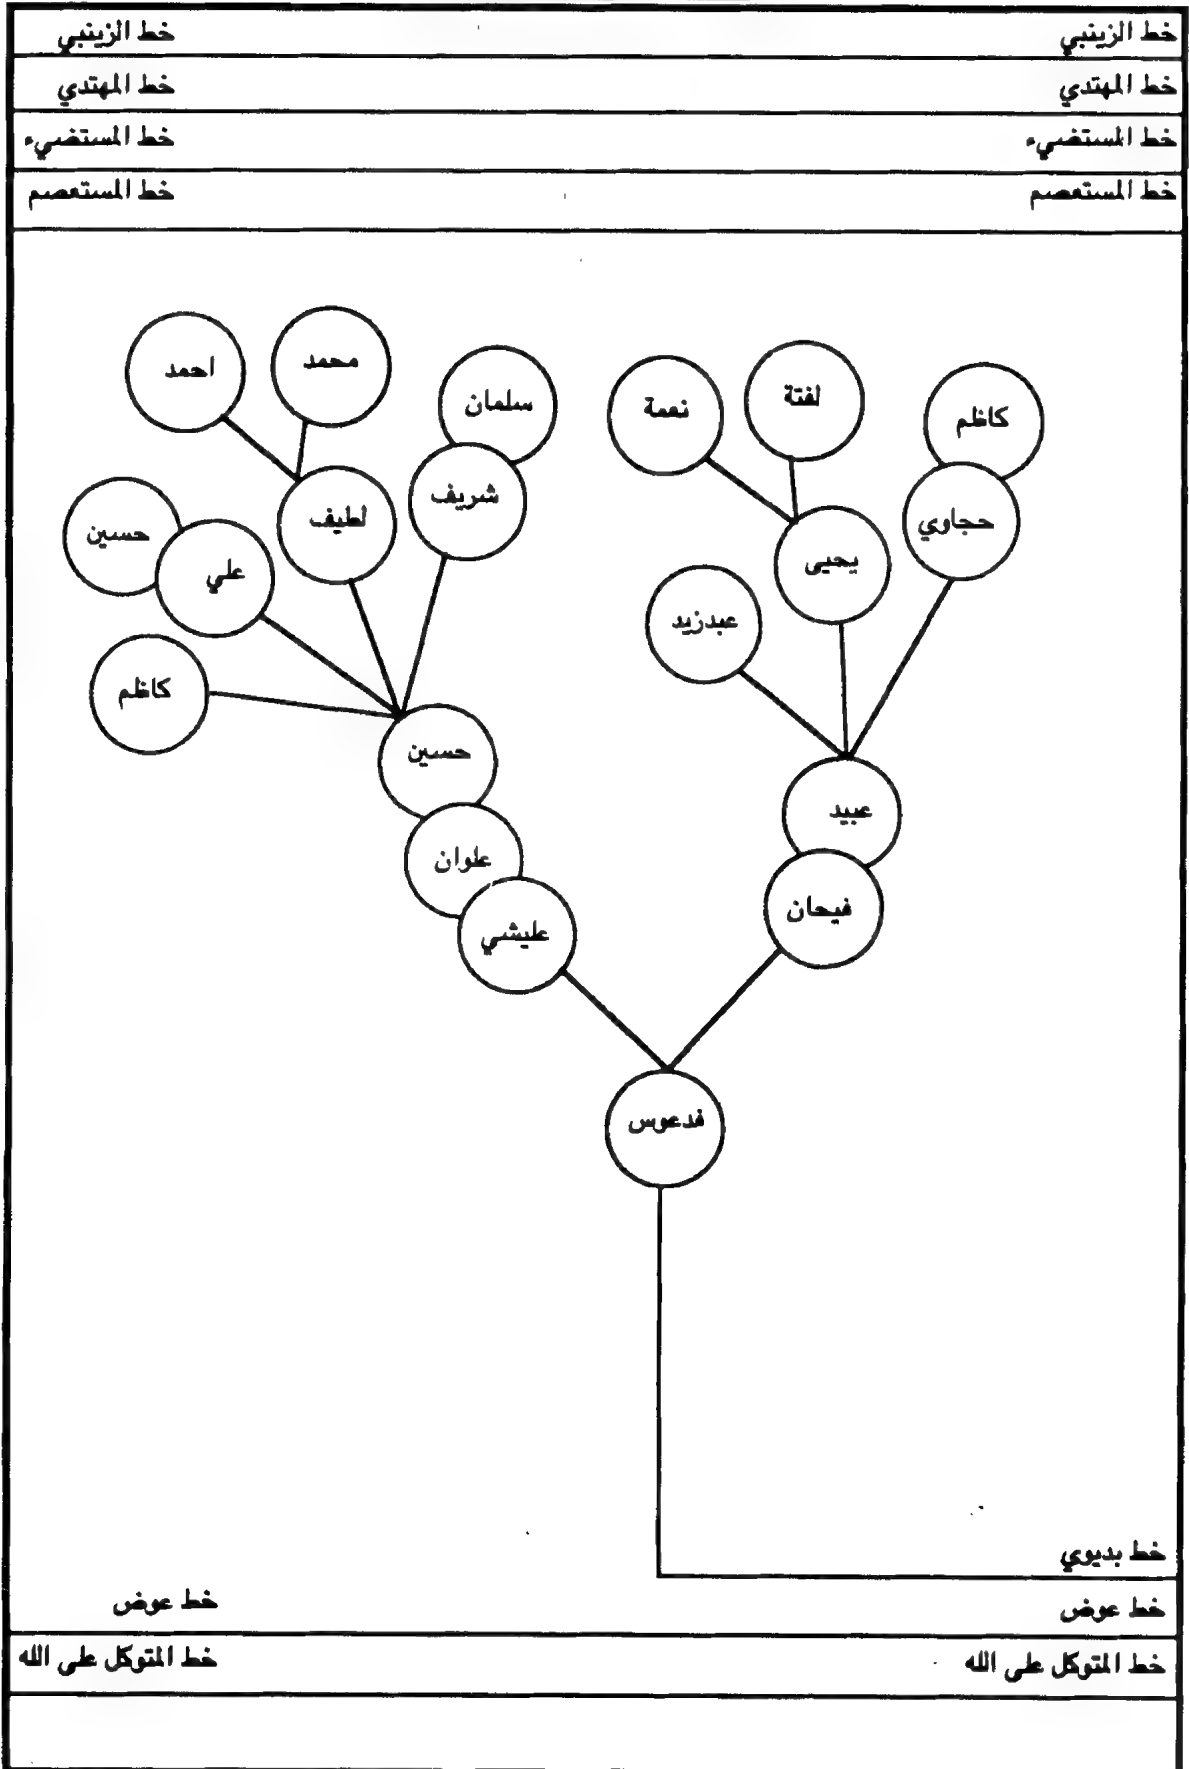 خط الزينبي خط الزينبي
خط المهتدي خط المهتدي
خط المستضيء خط المستضيء
خط المستعصم خط المستعصم
محمد
احمد
سلمان
لفتة
نعمة
كاظم
شريف
لطيف
حسين
علي
حجاوي
يحيى
عبدزيد
كاظم
حسين
عبيد
علوان
فيحان
عليشي
فدعوس
خط بديوي
خط عوض خط عوض
خط المتوكل على الله خط المتوكل على الله